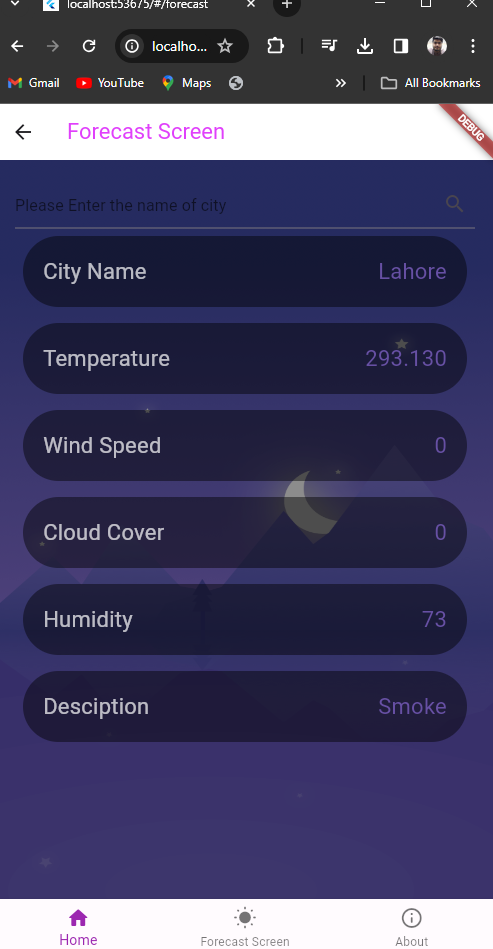 localhost:53675/#/forecast
localho...
Gmail
YouTube
Maps
All Bookmarks
Forecast Screen
DEBUG
Please Enter the name of city
City Name Lahore
Temperature 293.130
Wind Speed 0
Cloud Cover 0
Humidity 73
Desciption Smoke
Home
Forecast Screen
About